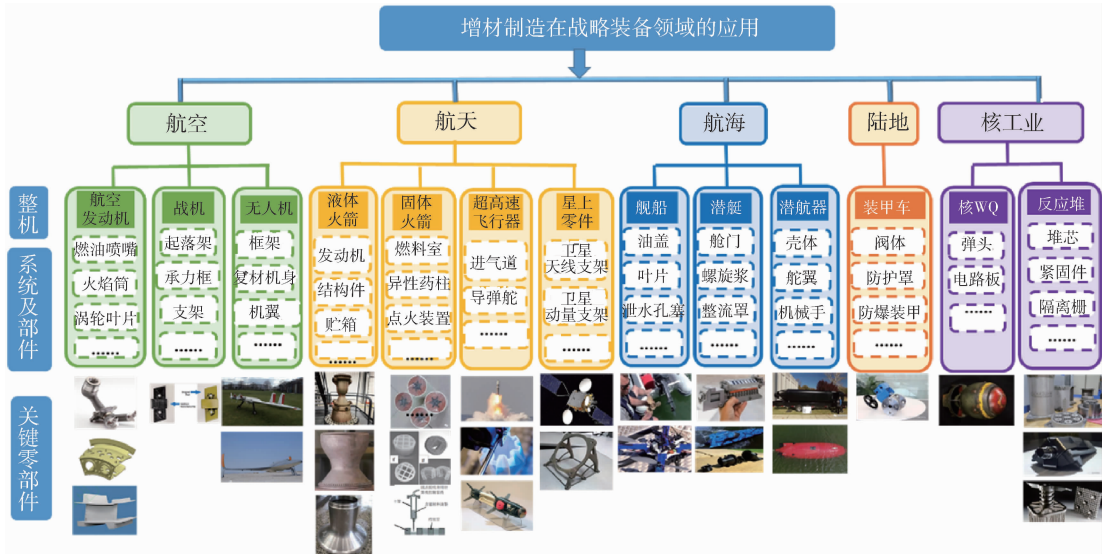 增材制造在战略装备领域的应用
航空
航天
航海
陆地
核工业
整机
系统及部件
关键零部件
航空
发动机
燃油喷嘴
火焰筒
涡轮叶片
......
战机
起落架
承力框
支架
......
无人机
框架
复材机身
机翼
......
液体
火箭
发动机
结构件
贮箱
......
固体
火箭
燃料室
异性药柱
点火装置
......
超高速
飞行器
进气道
导弹舵
......
星上
零件
卫星
天线支架
卫星
动量支架
......
舰船
油盖
叶片
泄水孔塞
......
潜艇
舱门
螺旋浆
整流罩
......
潜航器
壳体
舵翼
机械手
......
装甲车
阀体
防护罩
防爆装甲
......
核WQ
弹头
电路板
......
反应堆
堆芯
紧固件
隔离栅
......